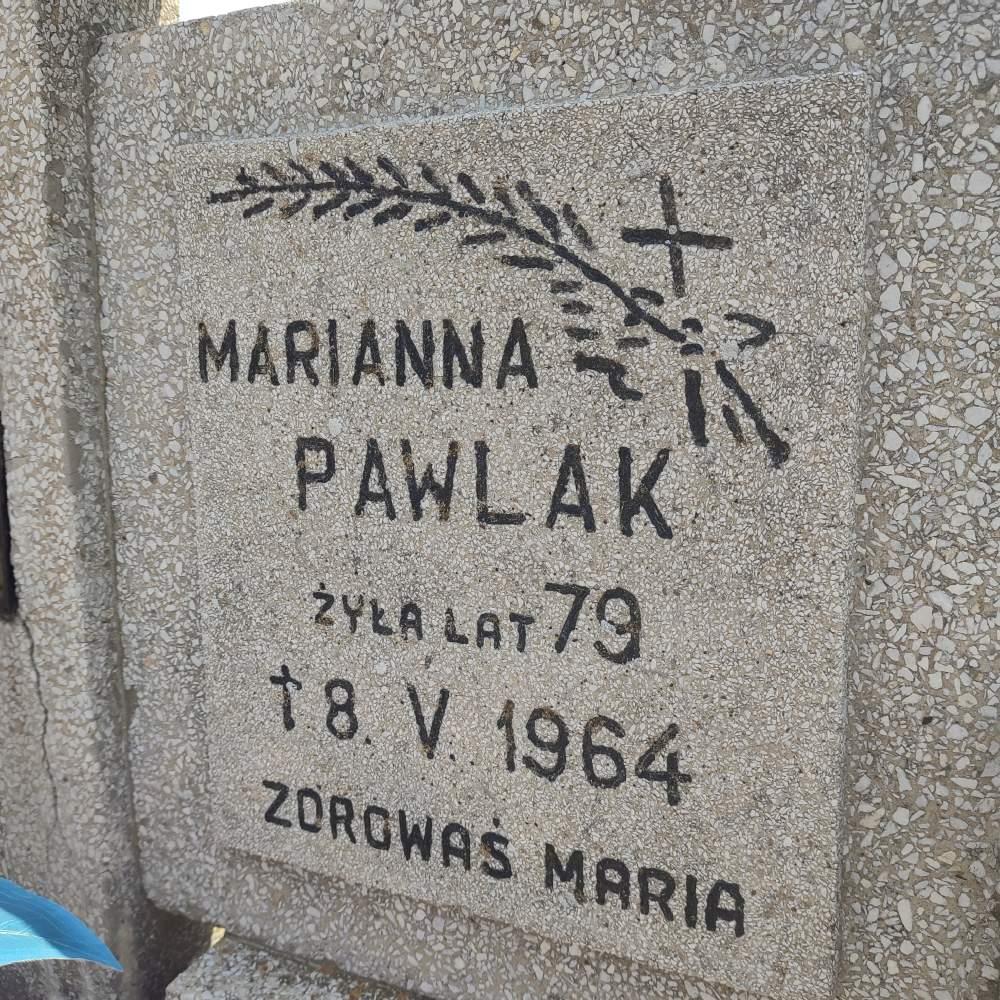 MARIANNA
PAWLAK
ŻYŁA LAT 79
† 8. V. 1964
ZDROWAŚ MARIA